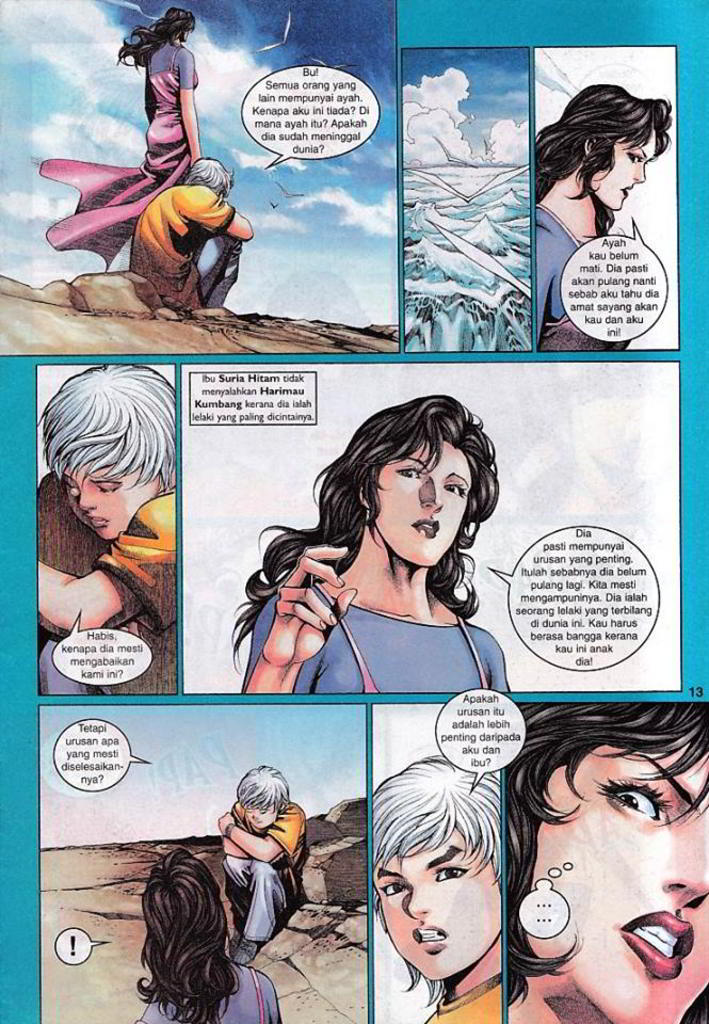 Bu!
Semua orang yang
lain mempunyai ayah.
Kenapa aku ini tiada? Di
mana ayah itu? Apakah
dia sudah meninggal
dunia?
Ayah
kau belum
mati. Dia pasti
akan pulang nanti
sebab aku tahu dia
amat sayang akan
kau dan aku
ini!
Habis,
kenapa dia mesti
mengabaikan
kami ini?
Ibu Suria Hitam tidak
menyalahkan Harimau
Kumbang kerana dia ialah
lelaki yang paling dicintainya.
Dia
pasti mempunyai
urusan yang penting.
Itulah sebabnya dia belum
pulang lagi. Kita mesti
mengampuninya. Dia ialah
seorang lelaki yang terbilang
di dunia ini. Kau harus
berasa bangga kerana
kau ini anak
dia!
13
Tetapi
urusan apa
yang mesti
diselesaikan-
nya?
!
Apakah
urusan itu
adalah lebih
penting daripada
aku dan
ibu?
...
...